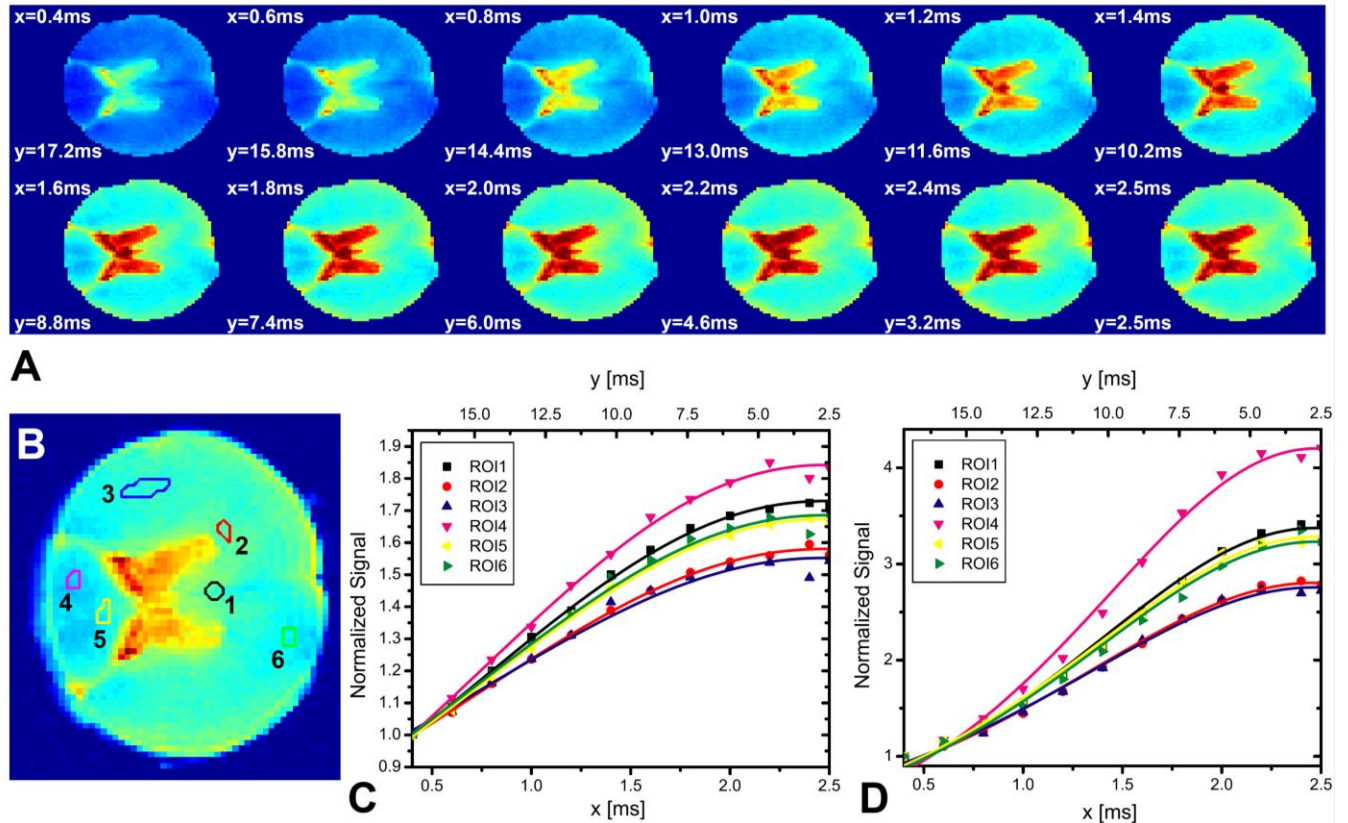 x=0.4ms x=0.6ms x=0.8ms x=1.0ms x=1.2ms x=1.4ms
y=17.2ms y=15.8ms y=14.4ms y=13.0ms y=11.6ms y=10.2ms
x=1.6ms x=1.8ms x=2.0ms x=2.2ms x=2.4ms x=2.5ms
y=8.8ms y=7.4ms y=6.0ms y=4.6ms y=3.2ms y=2.5ms
A
B
3
2
4
1
5
6
y [ms]
15.0 12.5 10.0 7.5 5.0 2.5
1.9
1.8
1.7
1.6
1.5
1.4
1.3
1.2
1.1
1.0
0.9
Normalized Signal
ROI1
ROI2
ROI3
ROI4
ROI5
ROI6
0.5 1.0 1.5 2.0 2.5
x [ms]
C
y [ms]
15.0 12.5 10.0 7.5 5.0 2.5
4
3
2
1
Normalized Signal
ROI1
ROI2
ROI3
ROI4
ROI5
ROI6
0.5 1.0 1.5 2.0 2.5
x [ms]
D